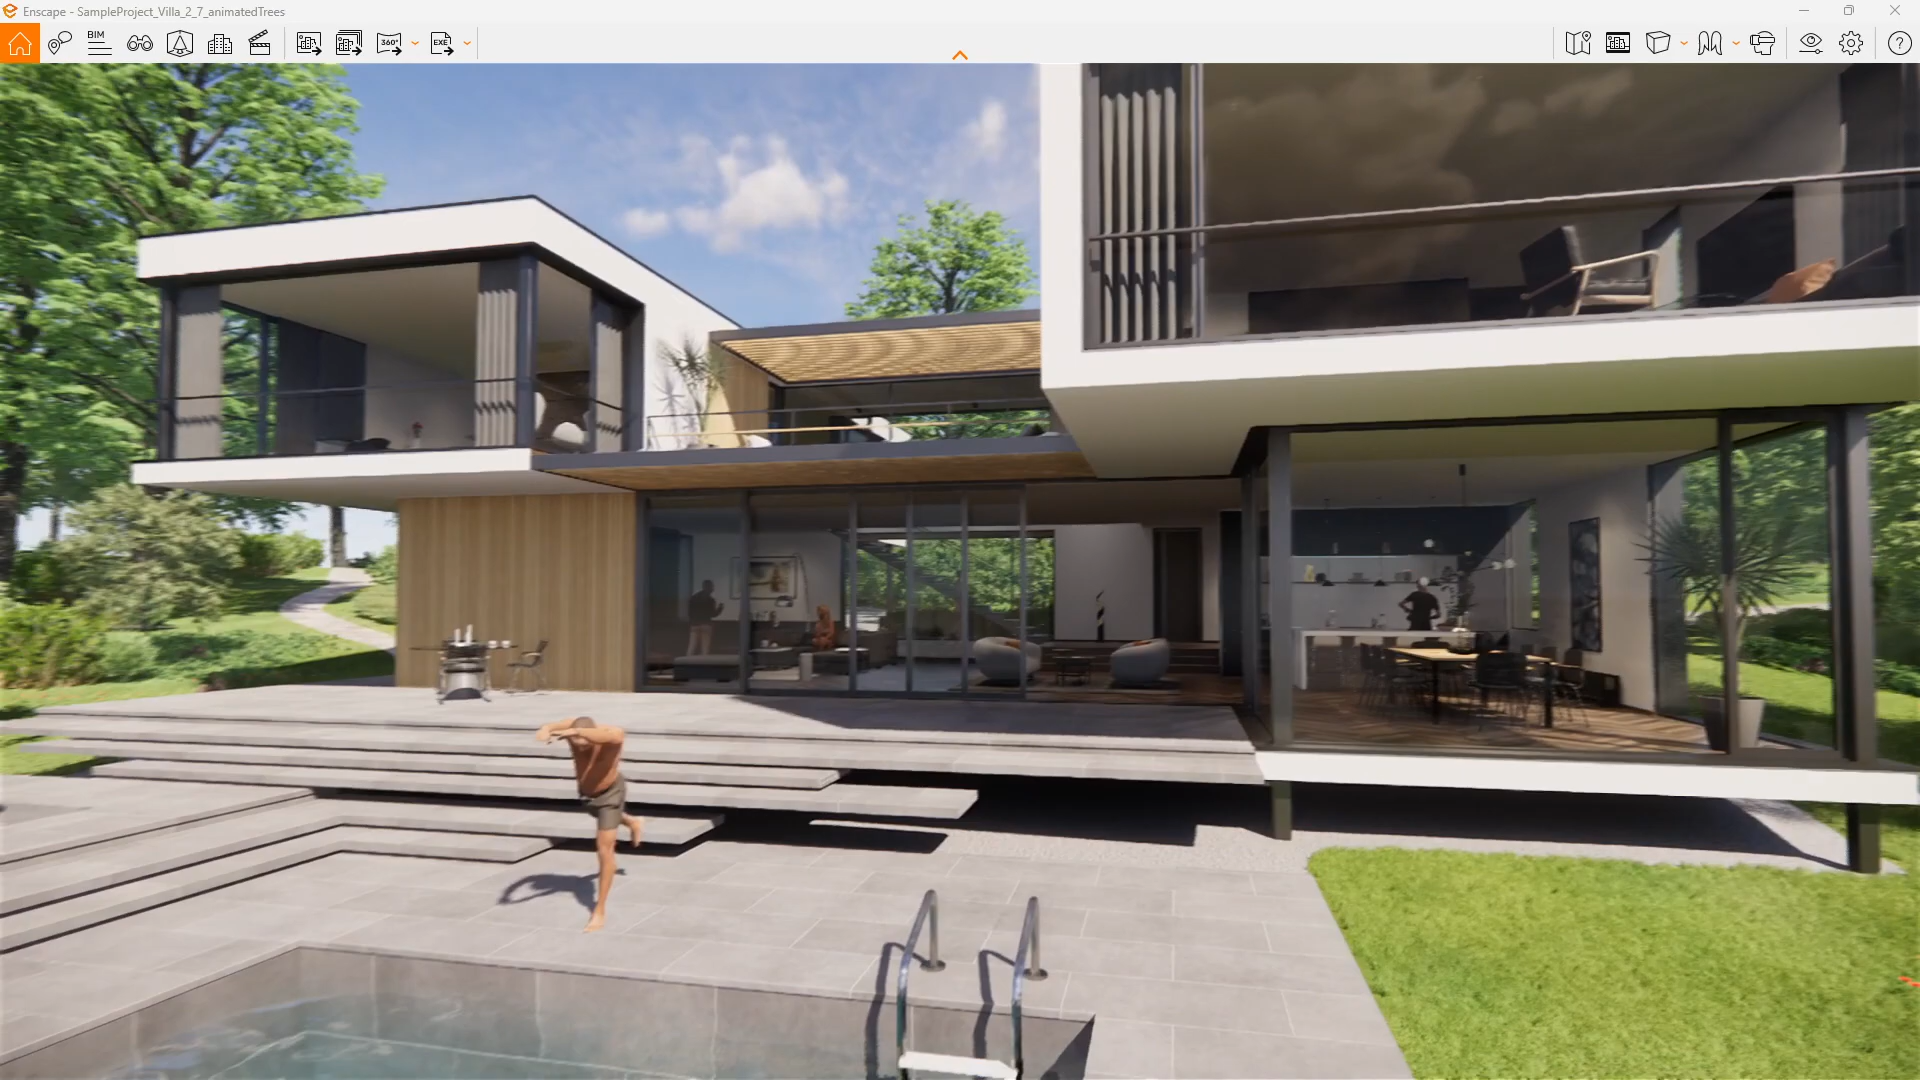 Enscape - SampleProject_Villa_2_7_animatedTrees
BIM
360°
EXE
?